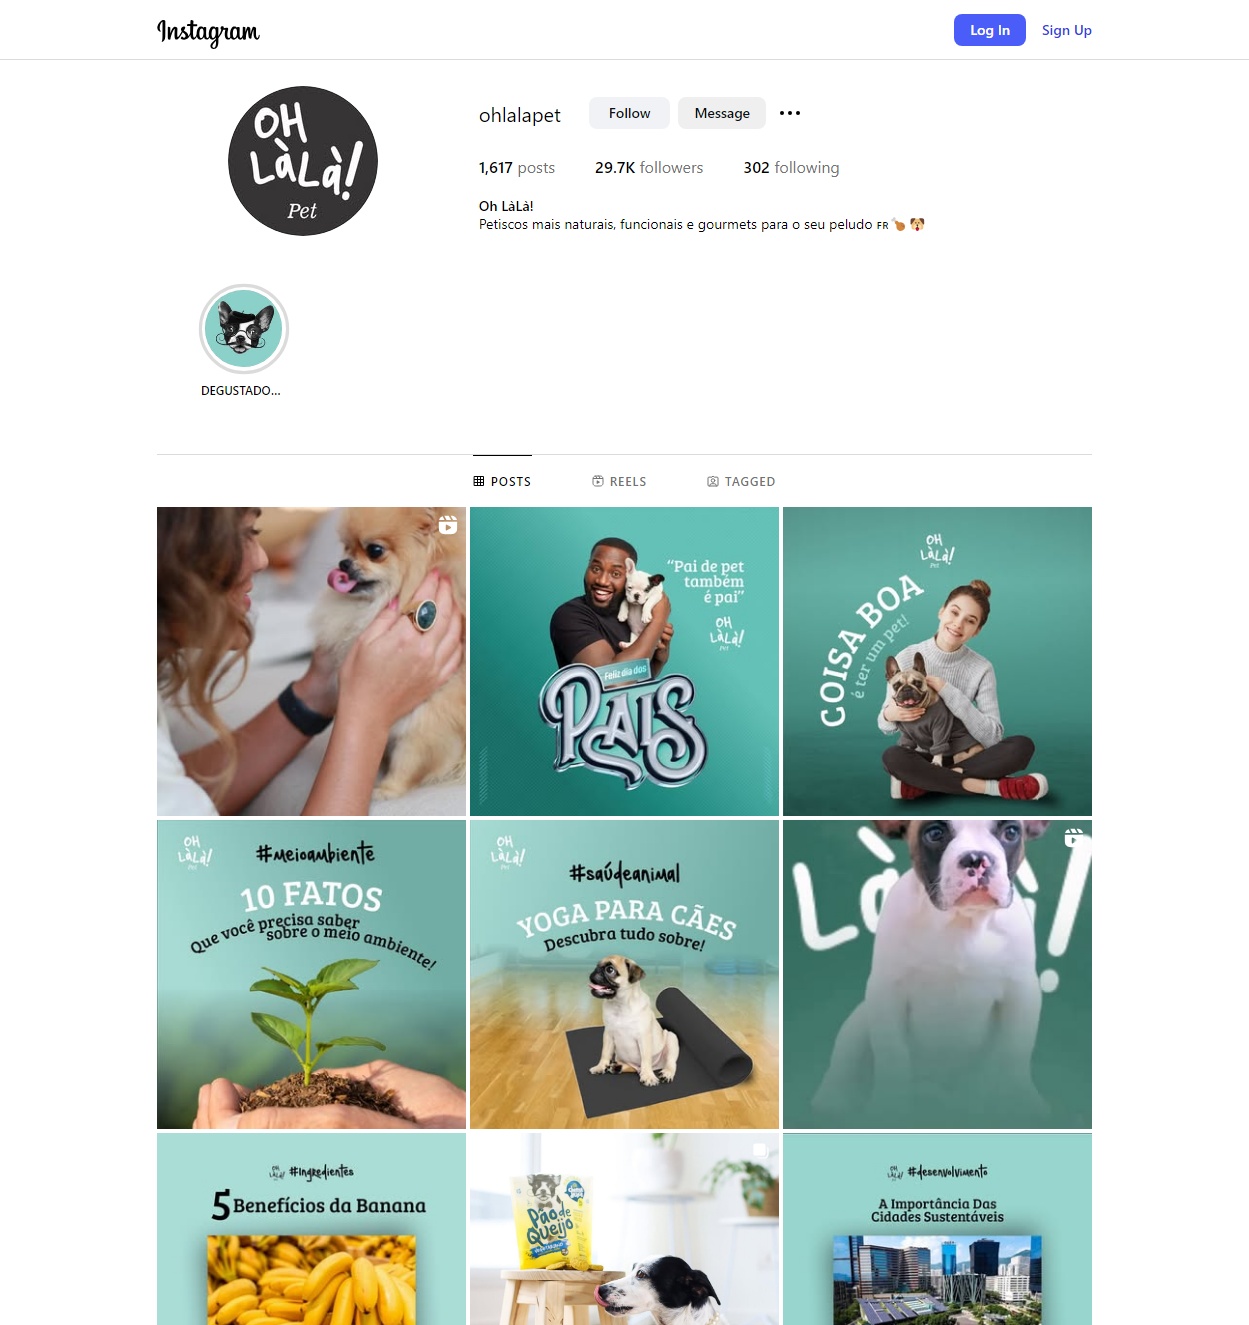 Instagram
Log In
Sign Up
OH
LàLà!
Pet
ohlalapet
Follow
Message
1,617 posts
29.7K followers
302 following
Oh LàLà!
Petiscos mais naturais, funcionais e gourmets para o seu peludo FR
DEGUSTADO...
POSTS
REELS
TAGGED
"Pai de pet
também
é pai"
OH
LàLà!
Pet
Feliz dia dos
PAIS
OH
LàLà!
Pet
COISA BOA
é ter um pet!
OH
LàLà!
Pet
#meioambiente
10 FATOS
Que você precisa saber
sobre o meio ambiente!
OH
LàLà!
Pet
#saúdeanimal
YOGA PARA CÃES
Descubra tudo sobre!
Là
à!
OH
LàLà!
#ingredientes
5 Benefícios da Banana
Pão de
Queijo
OH
LàLà!
#desenvolvimento
A Importância Das
Cidades Sustentáveis